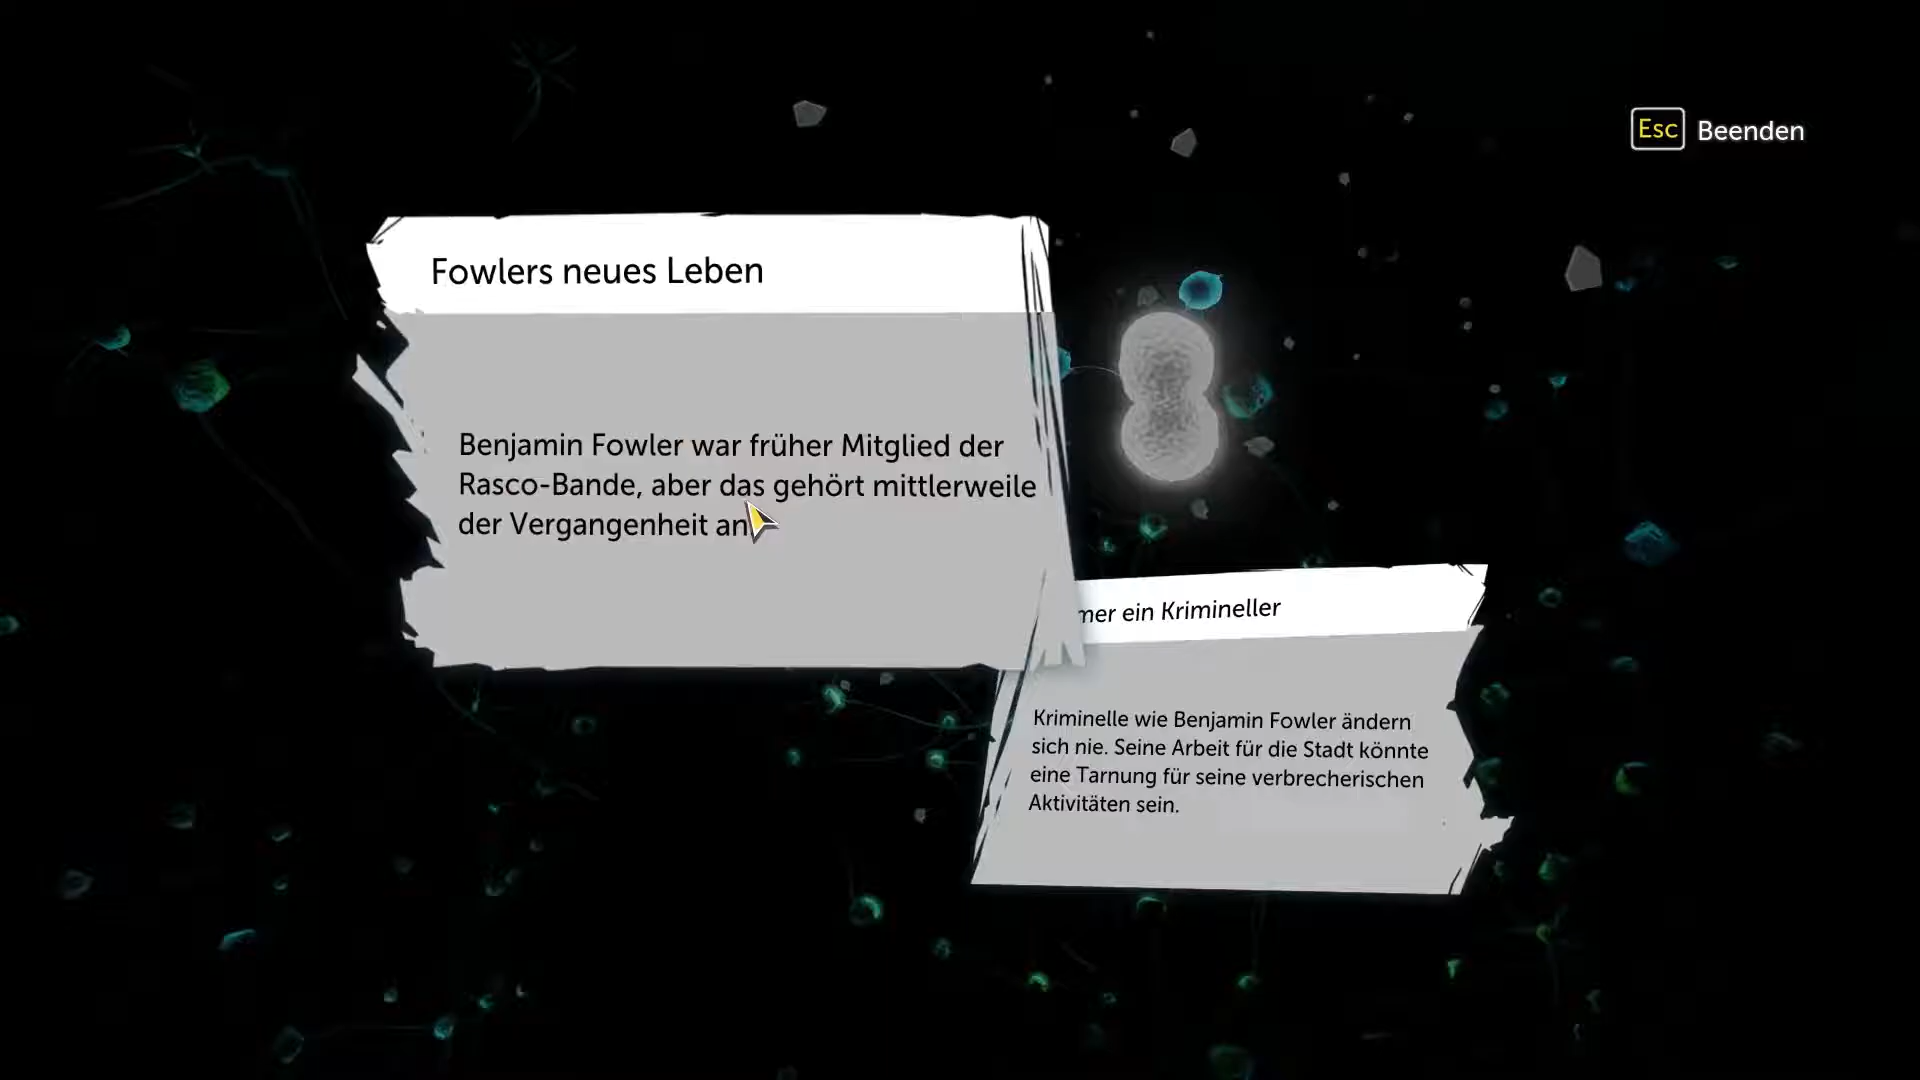 Esc Beenden
Fowlers neues Leben
Benjamin Fowler war früher Mitglied der
Rasco-Bande, aber das gehört mittlerweile
der Vergangenheit an
mer ein Krimineller
Kriminelle wie Benjamin Fowler ändern
sich nie. Seine Arbeit für die Stadt könnte
eine Tarnung für seine verbrecherischen
Aktivitäten sein.